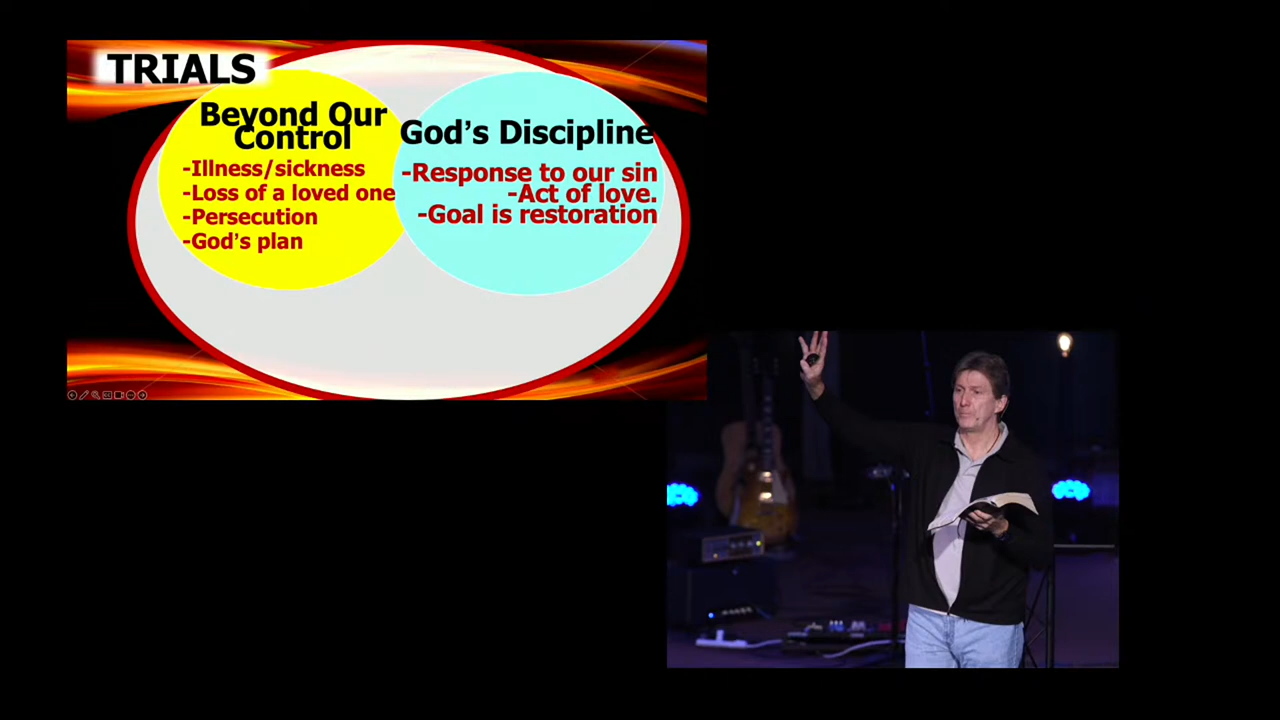 TRIALS
Beyond Our
Control
-Illness/sickness
-Loss of a loved one
-Persecution
-God’s plan
God’s Discipline
-Response to our sin
-Act of love.
-Goal is restoration